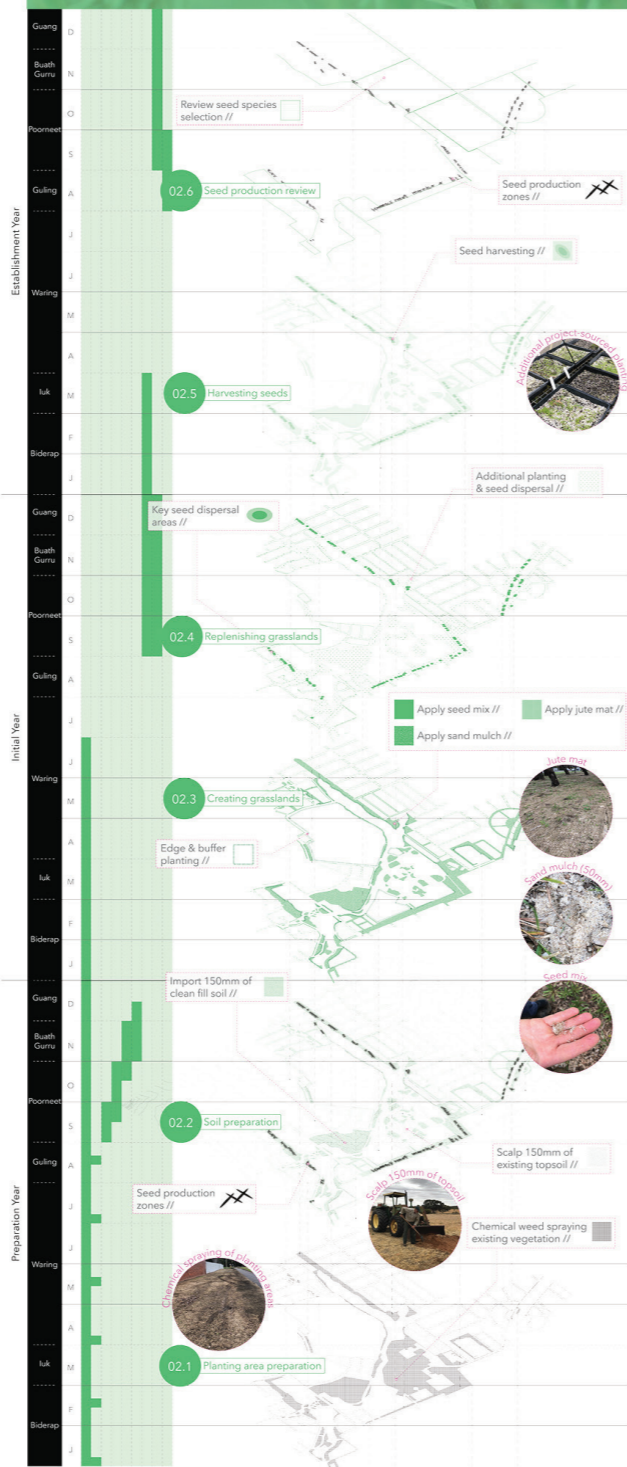 Establishment Year
Guang
Buath
Gurru
Poorneet
Guling
Waring
Iuk
Biderap
D
N
O
S
A
J
J
M
A
M
F
J
Review seed species
selection //
02.6 Seed production review
Seed production
zones //
Seed harvesting //
Additional project-sourced planting
02.5 Harvesting seeds
Initial Year
Guang
Buath
Gurru
Poorneet
Guling
Waring
Iuk
Biderap
D
N
O
S
A
J
J
M
A
M
F
J
Additional planting
& seed dispersal //
Key seed dispersal
areas //
02.4 Replenishing grasslands
Apply seed mix // Apply jute mat //
Apply sand mulch //
Jute mat
02.3 Creating grasslands
Edge & buffer
planting //
Sand mulch (50mm)
Seed mix
Preparation Year
Guang
Buath
Gurru
Poorneet
Guling
Waring
Iuk
Biderap
D
N
O
S
A
J
J
M
A
M
F
J
Import 150mm of
clean fill soil //
02.2 Soil preparation
Scalp 150mm of
existing topsoil //
Seed production
zones //
Scalp 150mm of topsoil
Chemical weed spraying
existing vegetation //
Chemical spraying of planting areas
02.1 Planting area preparation